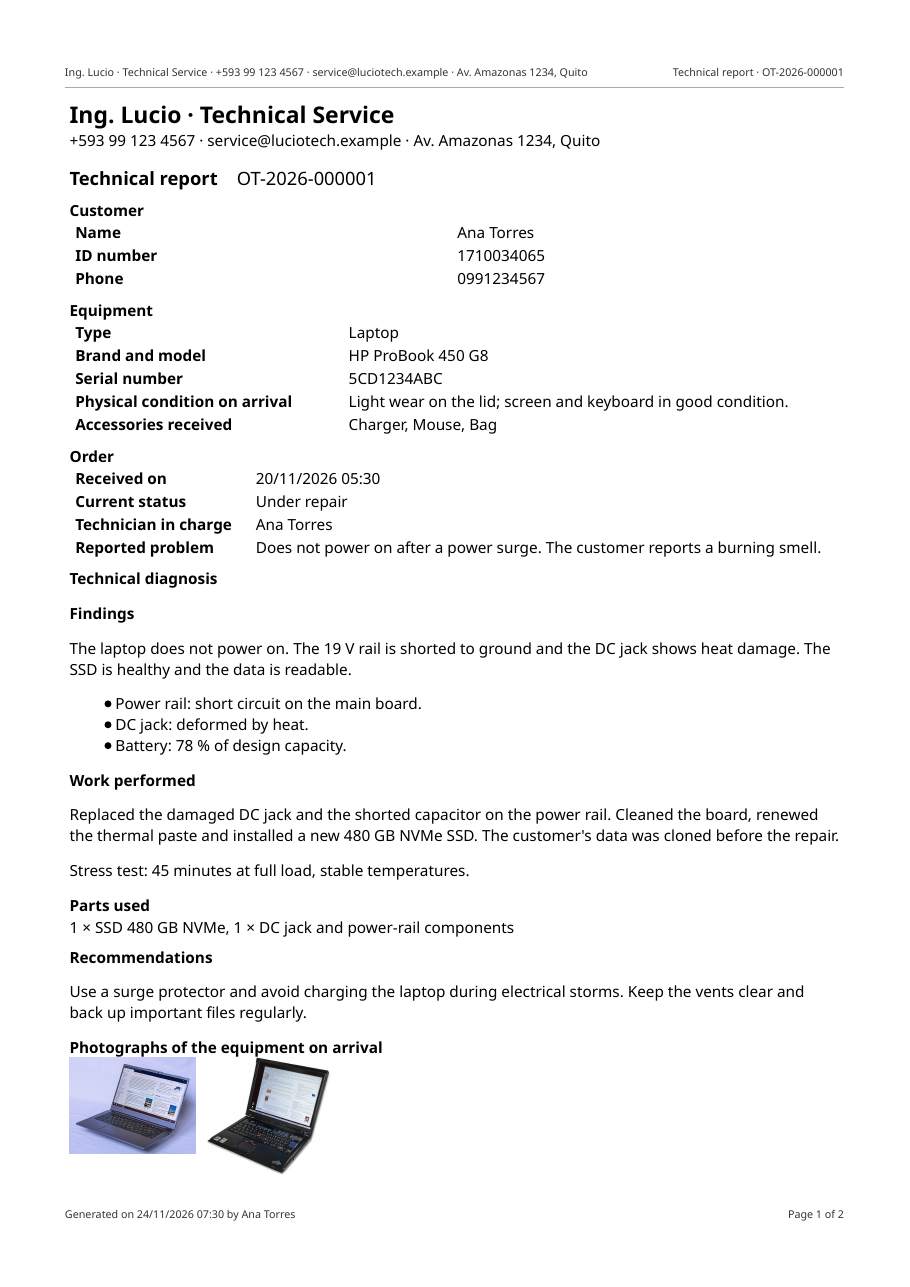 Ing. Lucio · Technical Service · +593 99 123 4567 · service@luciotech.example · Av. Amazonas 1234, Quito Technical report · OT-2026-000001
Ing. Lucio · Technical Service
+593 99 123 4567 · service@luciotech.example · Av. Amazonas 1234, Quito
Technical report OT-2026-000001
Customer
Name Ana Torres
ID number 1710034065
Phone 0991234567
Equipment
Type Laptop
Brand and model HP ProBook 450 G8
Serial number 5CD1234ABC
Physical condition on arrival Light wear on the lid; screen and keyboard in good condition.
Accessories received Charger, Mouse, Bag
Order
Received on 20/11/2026 05:30
Current status Under repair
Technician in charge Ana Torres
Reported problem Does not power on after a power surge. The customer reports a burning smell.
Technical diagnosis
Findings
The laptop does not power on. The 19 V rail is shorted to ground and the DC jack shows heat damage. The
SSD is healthy and the data is readable.
● Power rail: short circuit on the main board.
● DC jack: deformed by heat.
● Battery: 78 % of design capacity.
Work performed
Replaced the damaged DC jack and the shorted capacitor on the power rail. Cleaned the board, renewed
the thermal paste and installed a new 480 GB NVMe SSD. The customer's data was cloned before the repair.
Stress test: 45 minutes at full load, stable temperatures.
Parts used
1 × SSD 480 GB NVMe, 1 × DC jack and power-rail components
Recommendations
Use a surge protector and avoid charging the laptop during electrical storms. Keep the vents clear and
back up important files regularly.
Photographs of the equipment on arrival
Generated on 24/11/2026 07:30 by Ana Torres Page 1 of 2